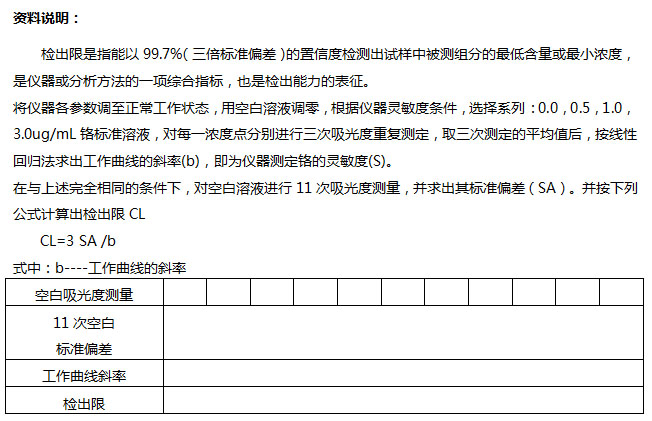 资料说明：
检出限是指能以 99.7%( 三倍标准偏差 )的置信度检测出试样中被测组分的最低含量或最小浓度，
是仪器或分析方法的一项综合指标，也是检出能力的表征。
将仪器各参数调至正常工作状态，用空白溶液调零，根据仪器灵敏度条件，选择系列：0.0，0.5，1.0，
3.0ug/mL 铬标准溶液，对每一浓度点分别进行三次吸光度重复测定，取三次测定的平均值后，按线性
回归法求出工作曲线的斜率(b)，即为仪器测定铬的灵敏度(S)。
在与上述完全相同的条件下，对空白溶液进行 11 次吸光度测量，并求出其标准偏差（ SA ）。并按下列
公式计算出检出限 CL
CL=3 SA /b
式中：b----工作曲线的斜率
空白吸光度测量
11 次空白
标准偏差
工作曲线斜率
检出限